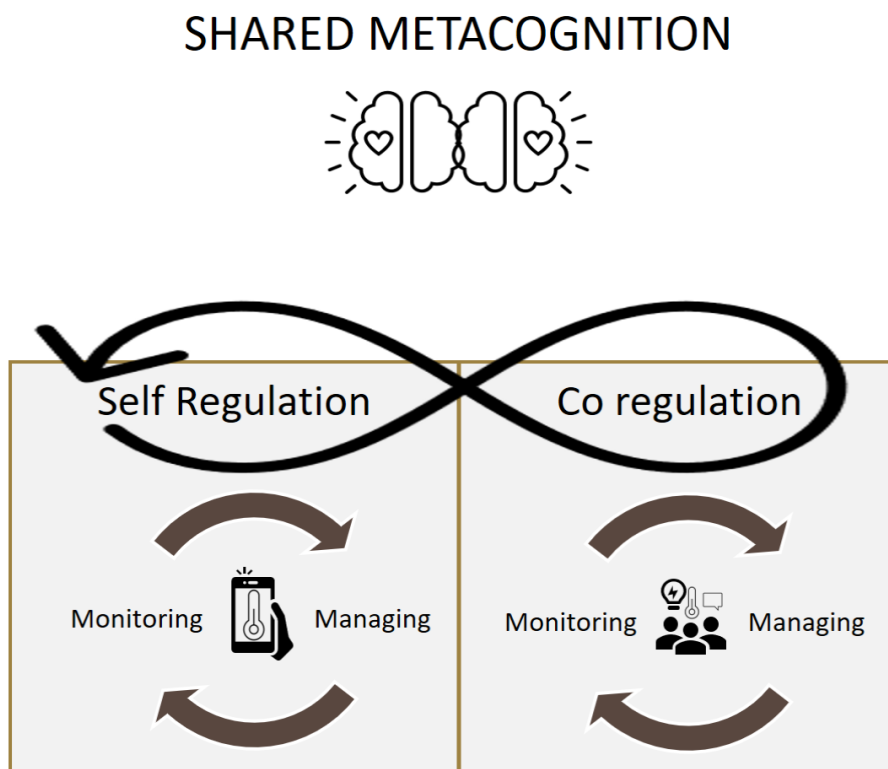 SHARED METACOGNITION
Self Regulation
Co regulation
Monitoring
Managing
Monitoring
Managing